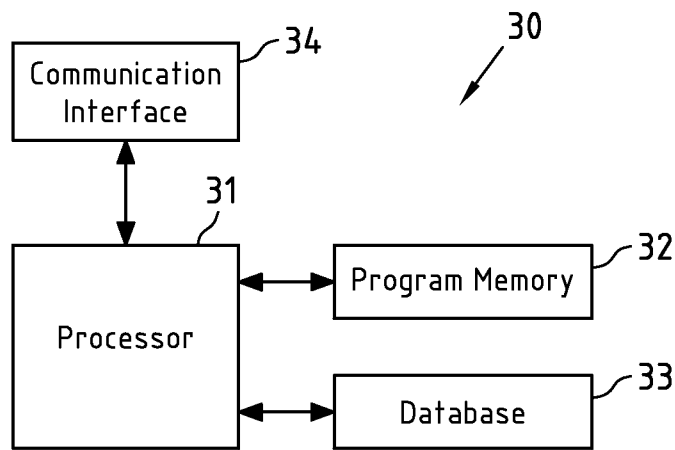 30
34
Communication
Interface
31
Processor
32
Program Memory
33
Database